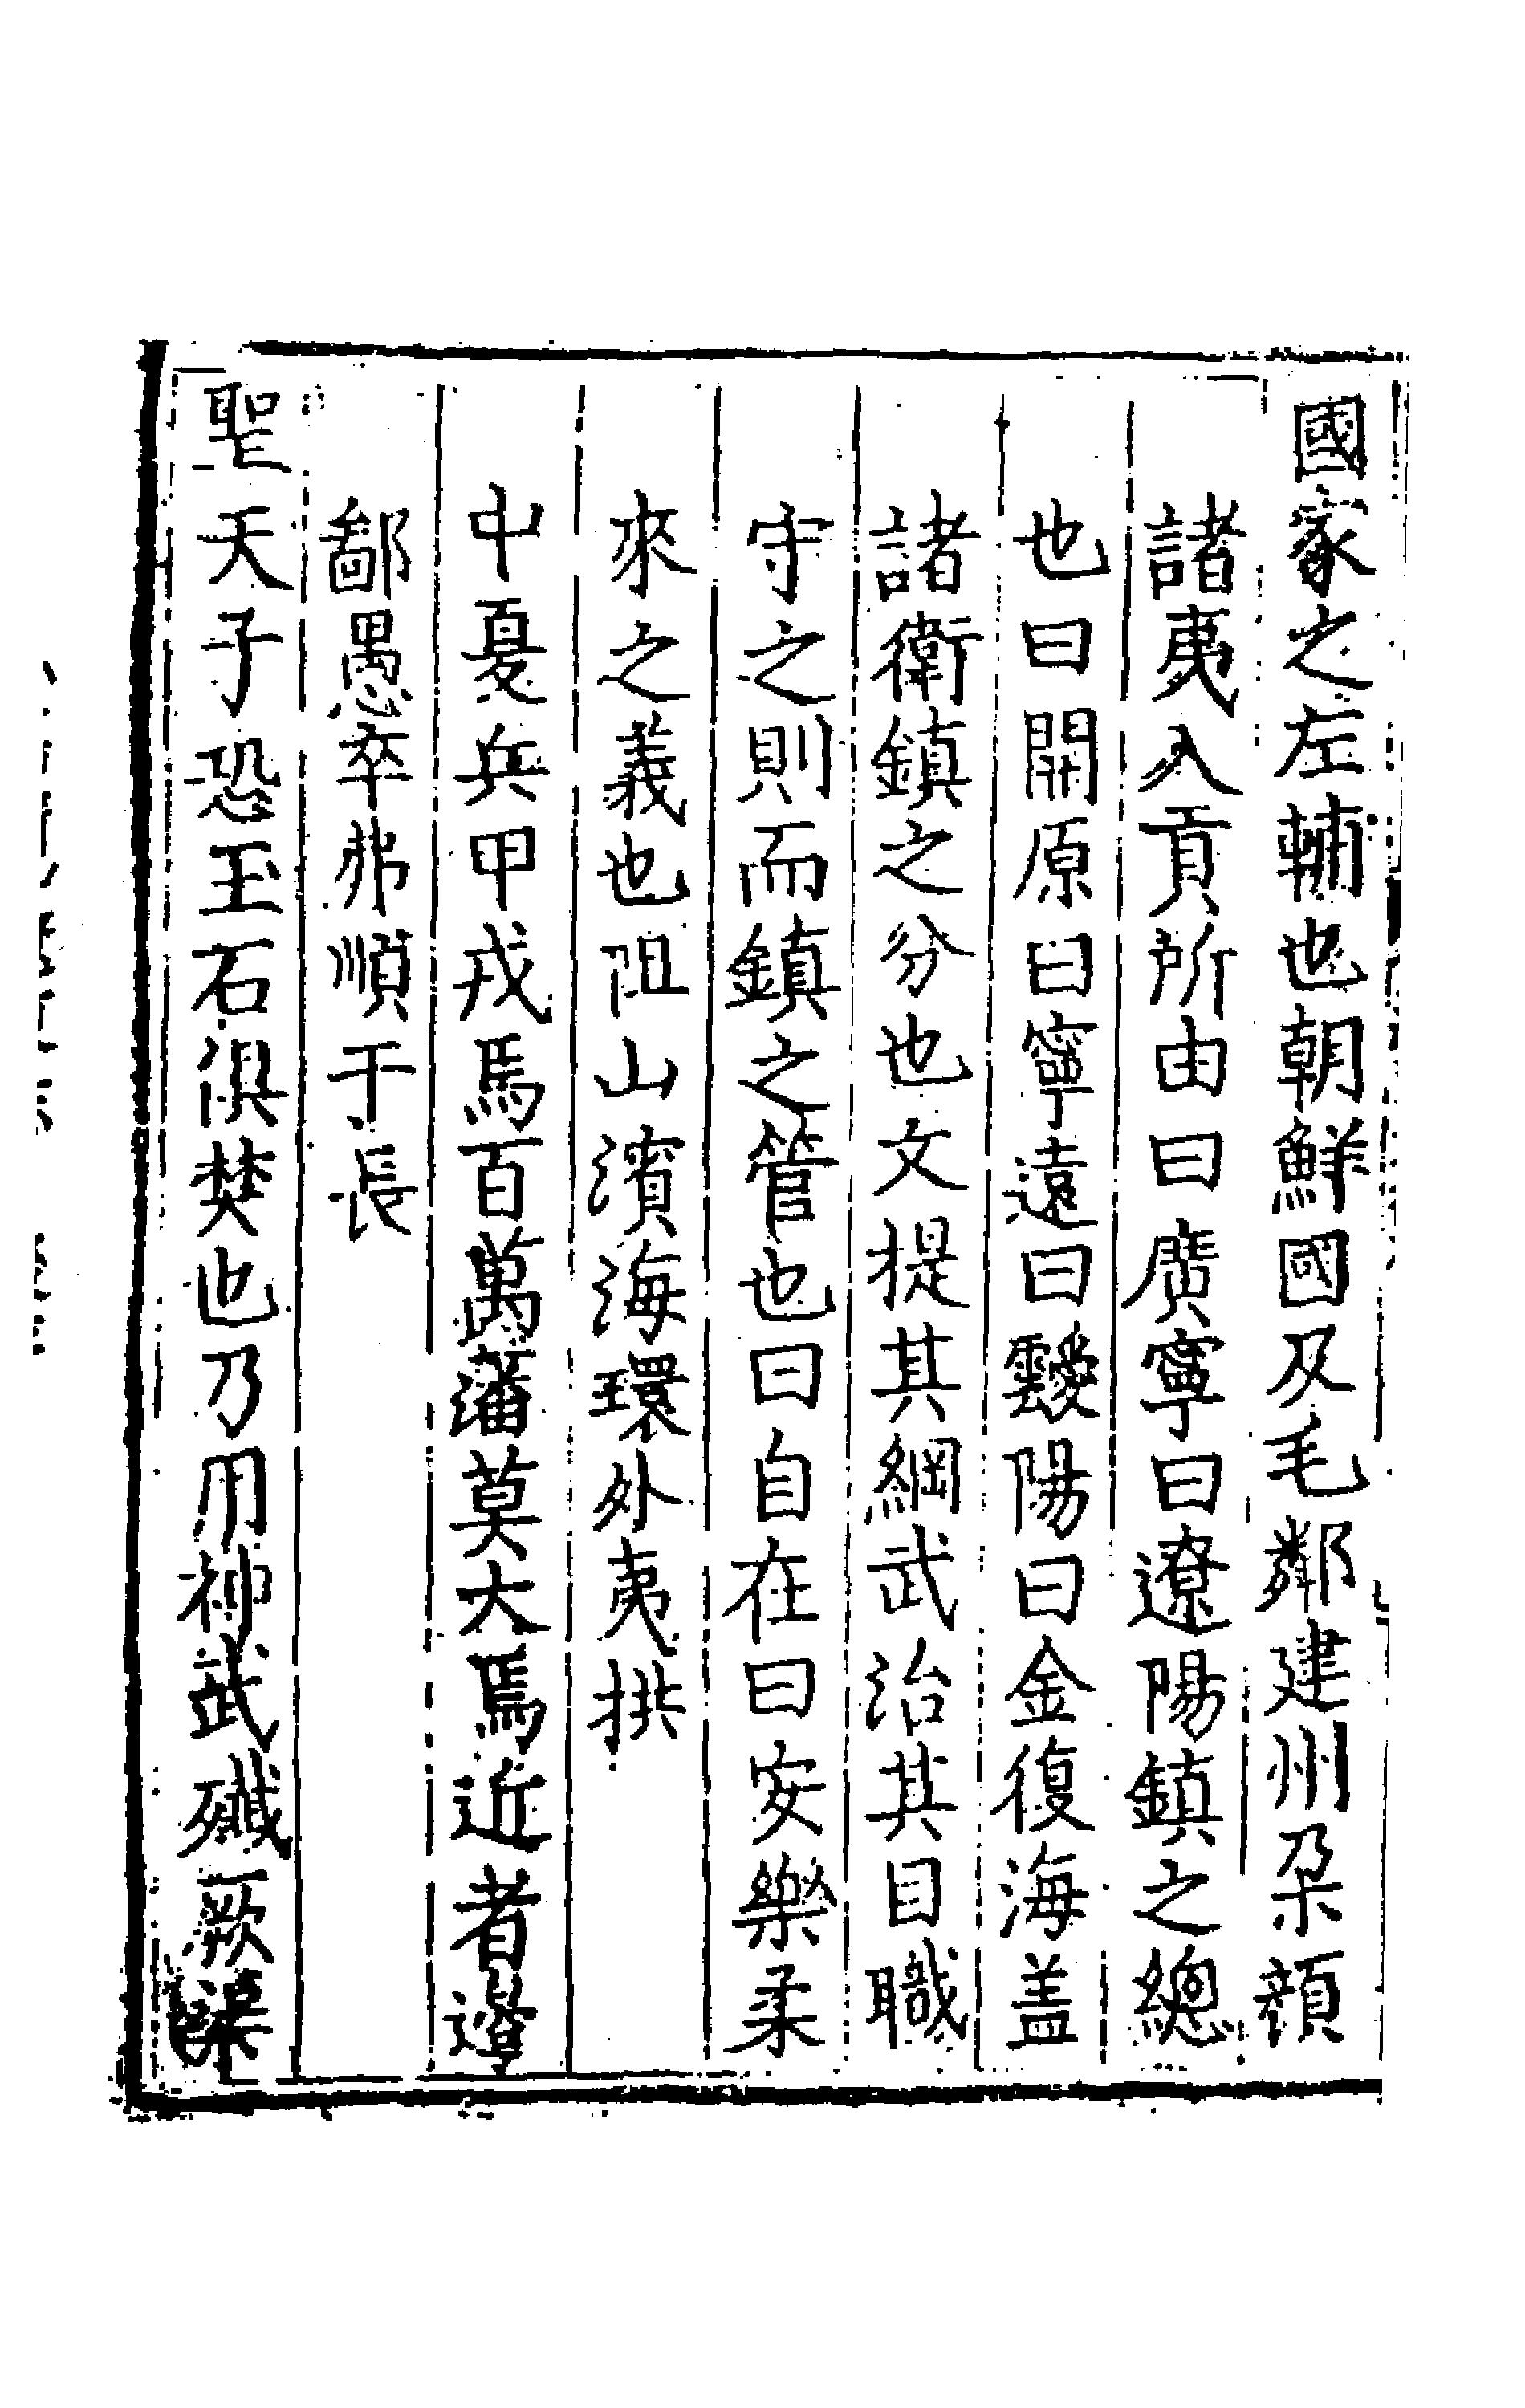 國家之左輔也朝鮮國及毛鄰建州朶顔
諸夷入貢所由曰廣寧曰遼陽鎮之總
也曰開原曰寧遠曰靉陽曰金復海盖
諸衛鎮之分也文提其綱武治其目職
守之則而鎮之管也曰自在曰安樂柔
來之義也阻山濱海環外夷拱
中憂兵甲戎馬百萬藩莫大焉近者邊
鄙愚卒弗順于長
聖天子恐玉石俱焚也乃用神武殲厥渠